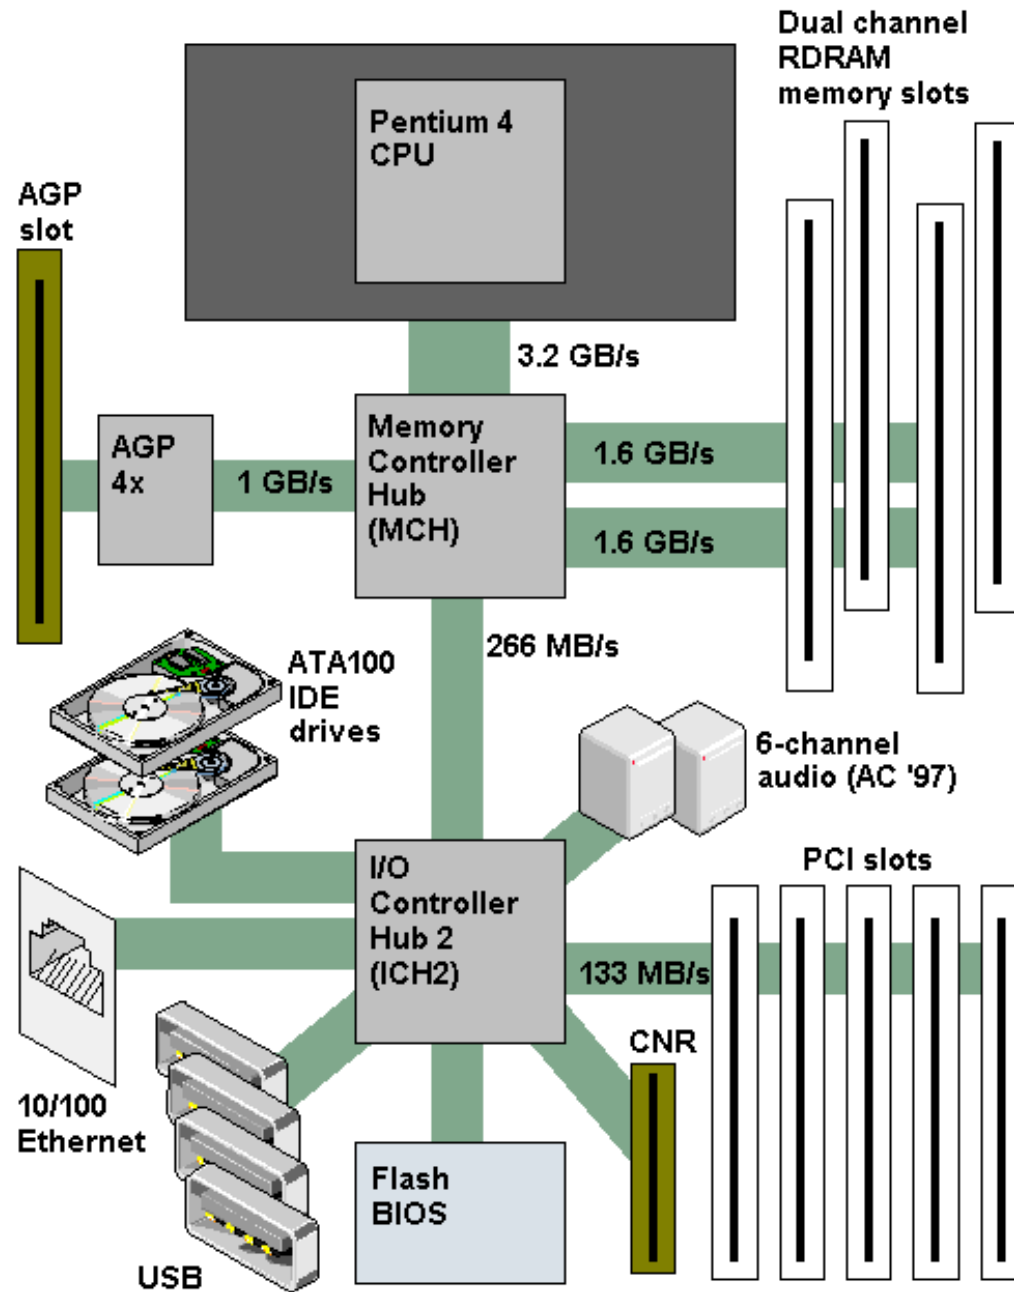 Dual channel
RDRAM
memory slots
Pentium 4
CPU
AGP
slot
3.2 GB/s
AGP
4x
1 GB/s
Memory
Controller
Hub
(MCH)
1.6 GB/s
1.6 GB/s
266 MB/s
ATA100
IDE
drives
6-channel
audio (AC '97)
I/O
Controller
Hub 2
(ICH2)
PCI slots
133 MB/s
CNR
10/100
Ethernet
USB
Flash
BIOS